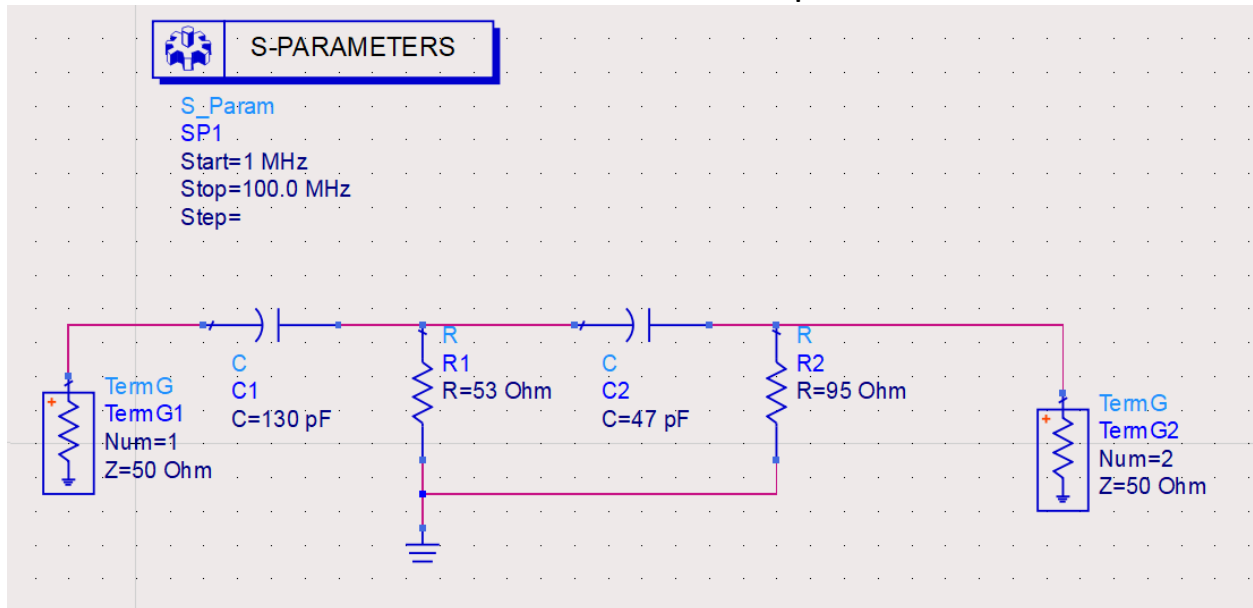 S-PARAMETERS
S_Param
SP1
Start=1 MHz
Stop=100.0 MHz
Step=
TermG
TermG1
Num=1
Z=50 Ohm
C
C1
C=130 pF
R
R1
R=53 Ohm
C
C2
C=47 pF
R
R2
R=95 Ohm
TermG
TermG2
Num=2
Z=50 Ohm